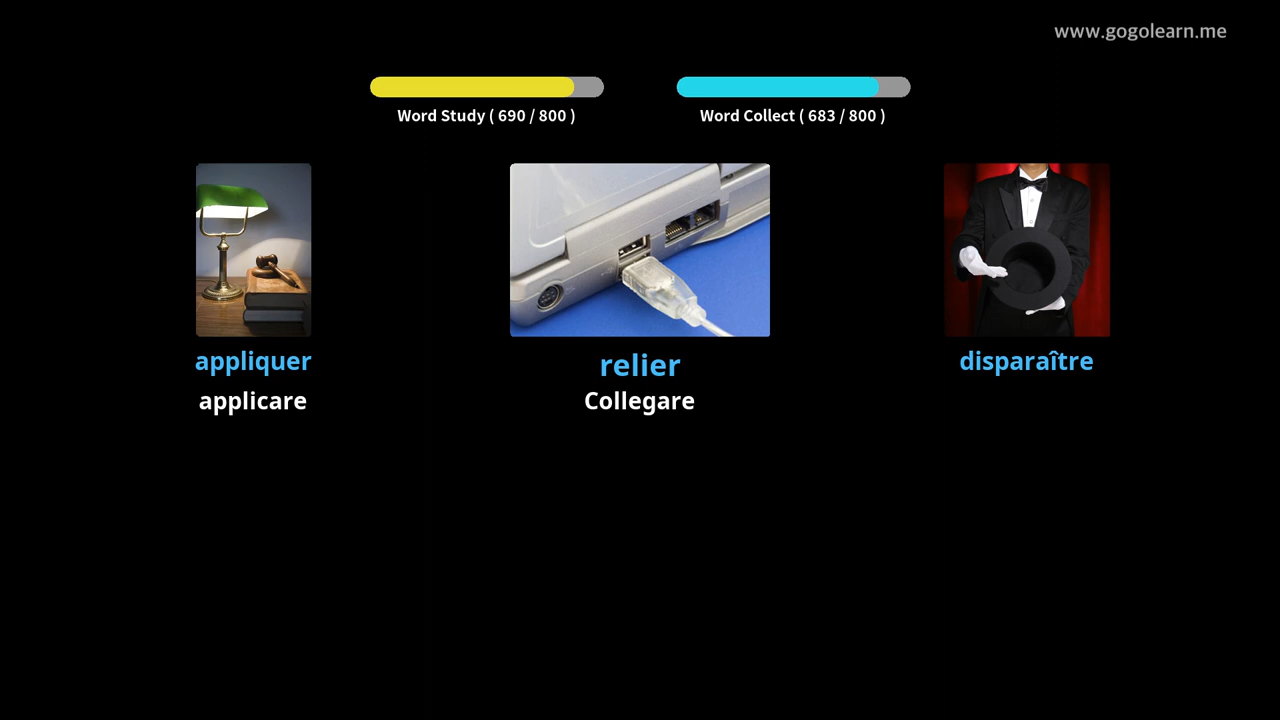 www.gogolearn.me
Word Study ( 690 / 800 )
Word Collect ( 683 / 800 )
appliquer
applicare
relier
Collegare
disparaître